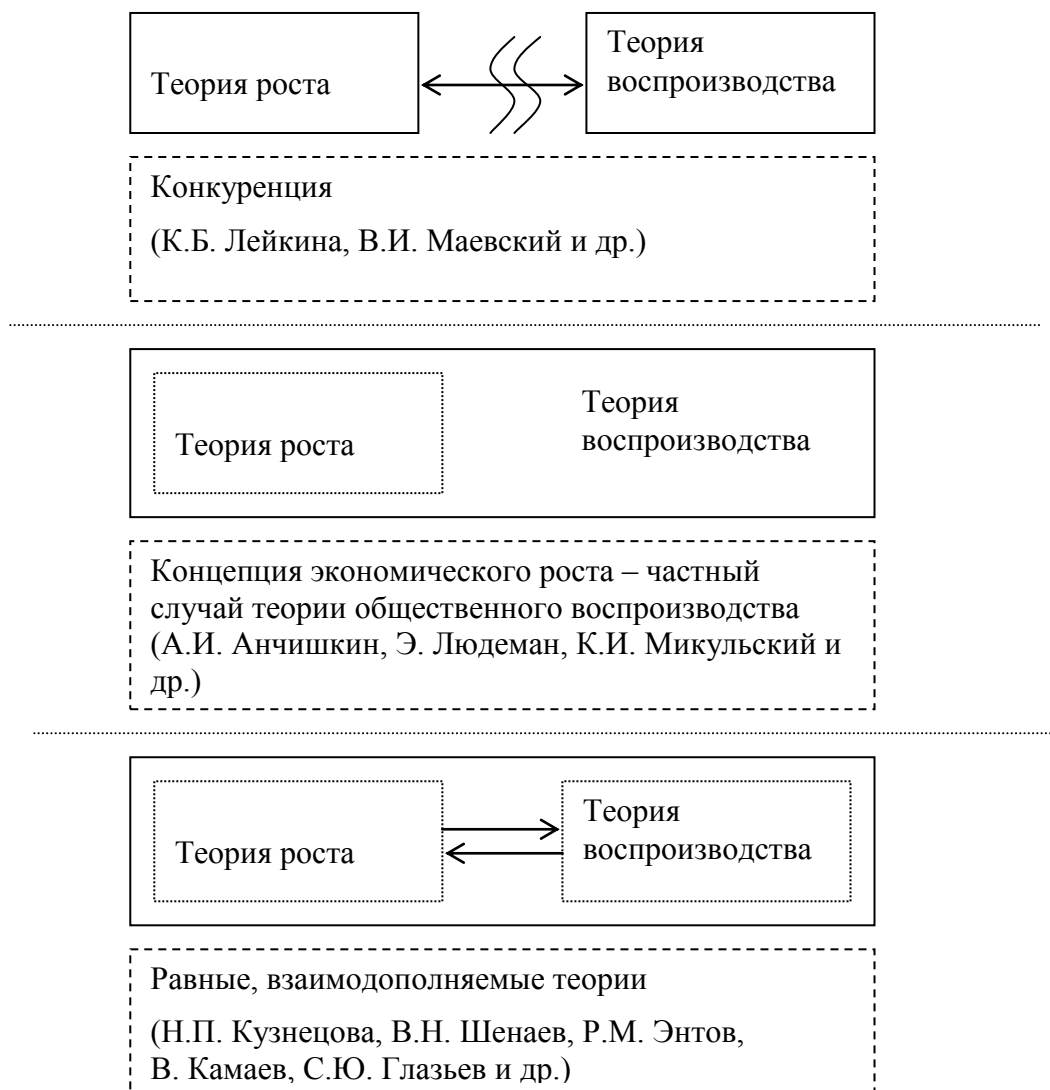 Теория роста
Теория
воспроизводства
Конкуренция
(К.Б. Лейкина, В.И. Маевский и др.)
Теория роста
Теория
воспроизводства
Концепция экономического роста – частный
случай теории общественного воспроизводства
(А.И. Анчишкин, Э. Людеман, К.И. Микульский и
др.)
Теория роста
Теория
воспроизводства
Равные, взаимодополняемые теории
(Н.П. Кузнецова, В.Н. Шенаев, Р.М. Энтов,
В. Камаев, С.Ю. Глазьев и др.)